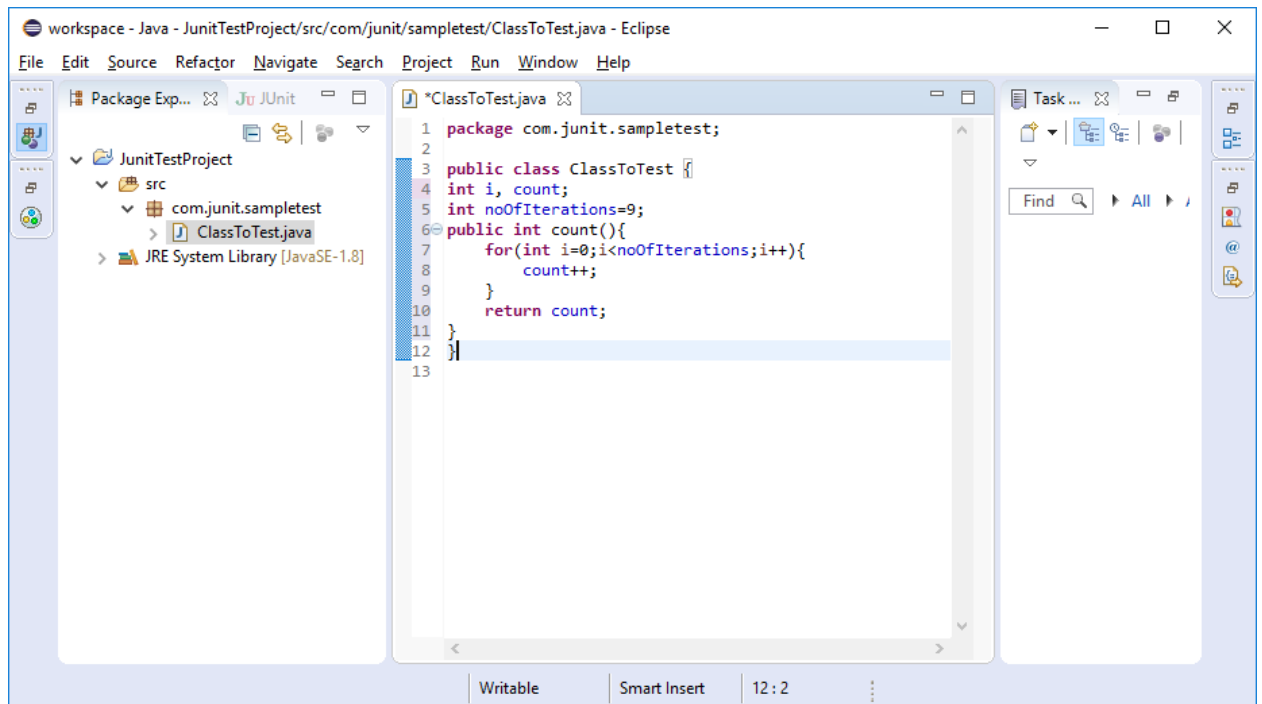 workspace - Java - JunitTestProject/src/com/junit/sampletest/ClassToTest.java - Eclipse
File Edit Source Refactor Navigate Search Project Run Window Help
Package Exp... Ju JUnit
JunitTestProject
src
com.junit.sampletest
ClassToTest.java
JRE System Library [JavaSE-1.8]
*ClassToTest.java
1 package com.junit.sampletest;
2
3 public class ClassToTest {
4 int i, count;
5 int noOfIterations=9;
6 public int count(){
7     for(int i=0;i<noOfIterations;i++){
8         count++;
9     }
10     return count;
11 }
12 }
13
Task ...
Find All
Writable Smart Insert 12 : 2